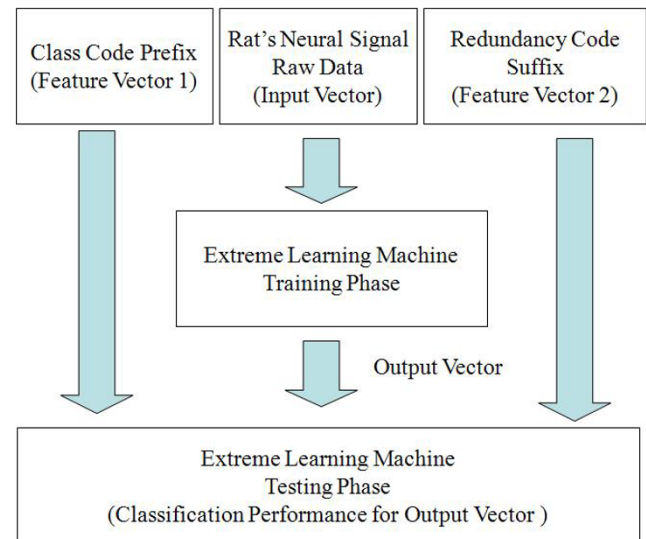 Class Code Prefix
(Feature Vector 1)
Rat's Neural Signal
Raw Data
(Input Vector)
Redundancy Code
Suffix
(Feature Vector 2)
Extreme Learning Machine
Training Phase
Output Vector
Extreme Learning Machine
Testing Phase
(Classification Performance for Output Vector )